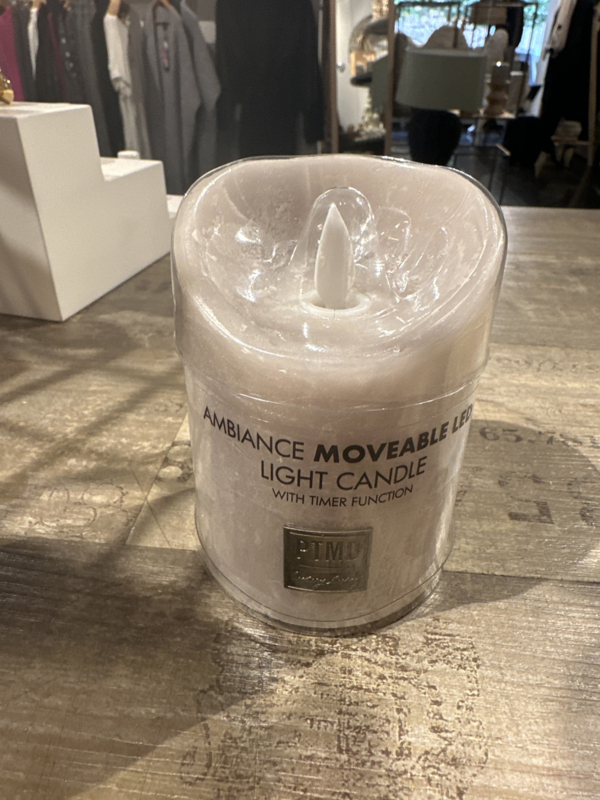 AMBIANCE MOVEABLE LED
LIGHT CANDLE
WITH TIMER FUNCTION
PTMD